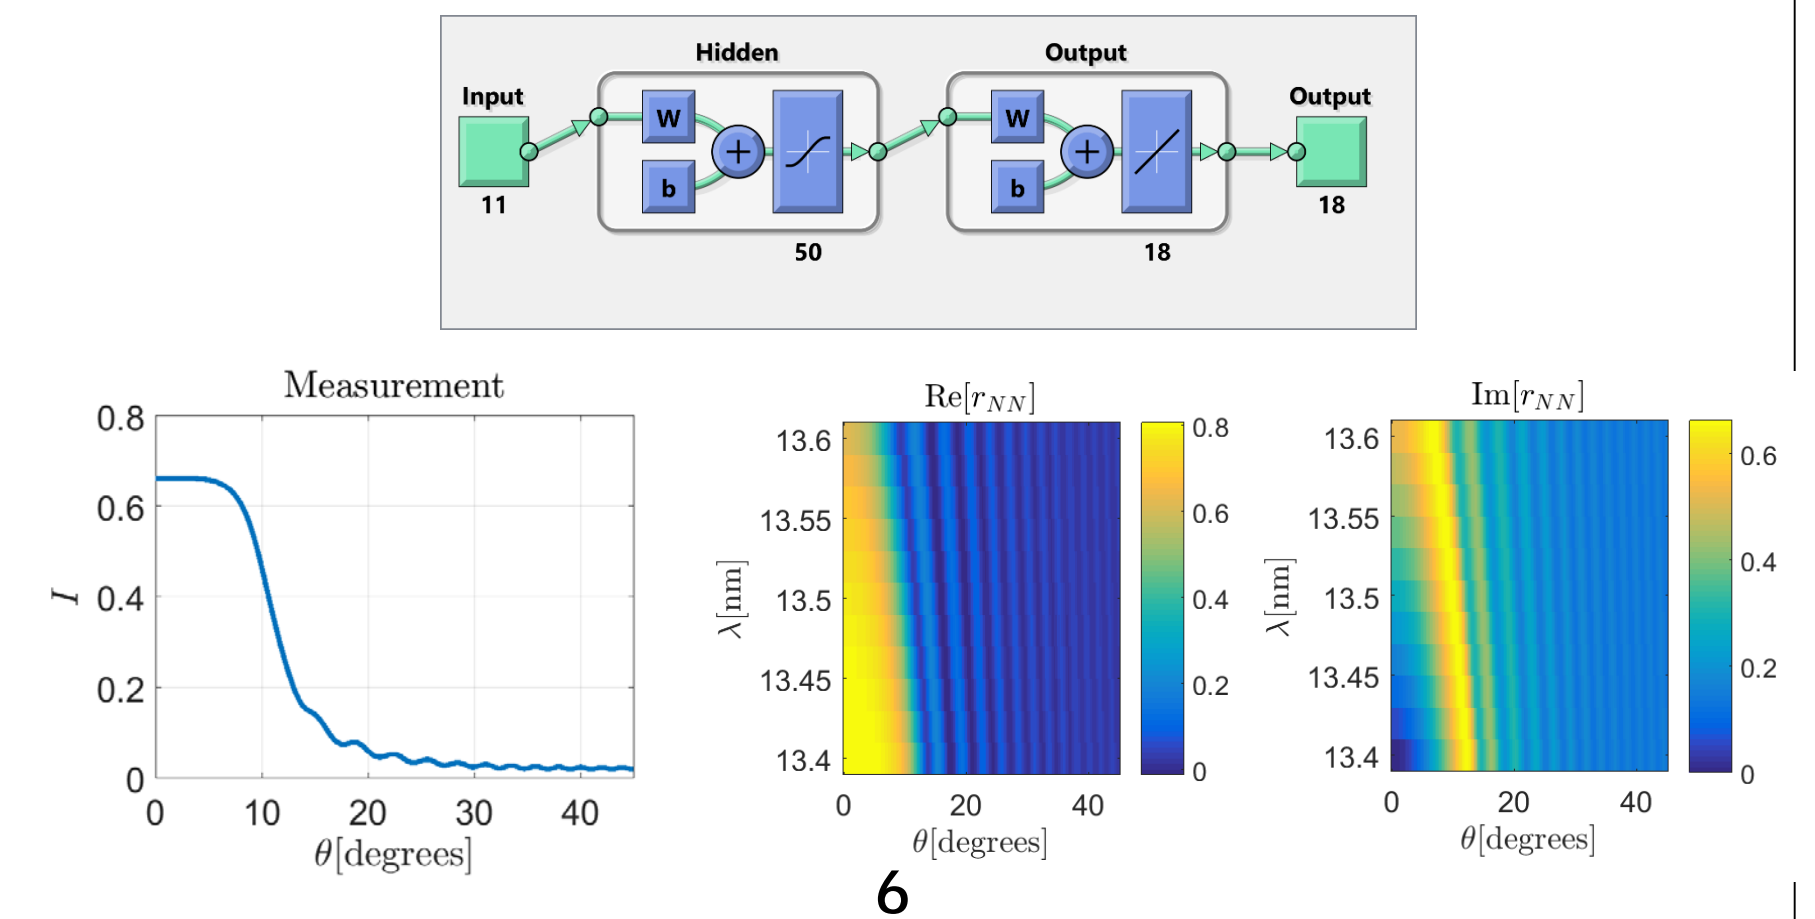 Hidden
Output
Input
Output
W
W
b
b
11
18
50
18
Measurement
0.8
0.6
0.4
0.2
0
I
0
10
20
30
40
θ[degrees]
Re[r_NN]
13.6
13.55
13.5
13.45
13.4
λ[nm]
0
20
40
θ[degrees]
0.8
0.6
0.4
0.2
0
Im[r_NN]
13.6
13.55
13.5
13.45
13.4
λ[nm]
0
20
40
θ[degrees]
0.6
0.4
0.2
0
6